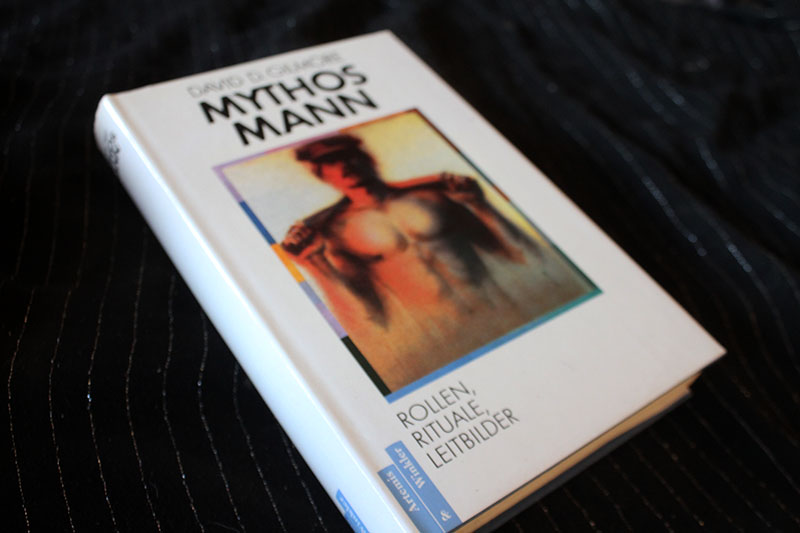 DAVID D. GILMORE
MYTHOS
MANN
ROLLEN,
RITUALE,
LEITBILDER
Artemis
& Winkler